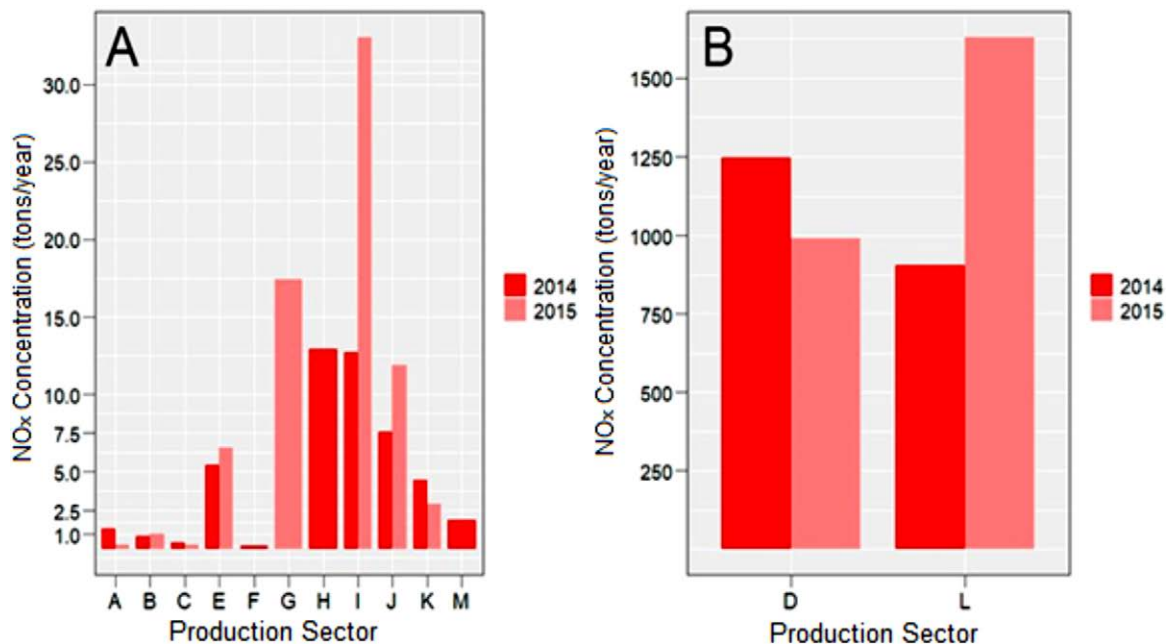 A
NOx Concentration (tons/year)
30.0
25.0
20.0
15.0
10.0
7.5
5.0
2.5
1.0
A B C E F G H I J K M
Production Sector
2014
2015
B
NOx Concentration (tons/year)
1500
1250
1000
750
500
250
D L
Production Sector
2014
2015